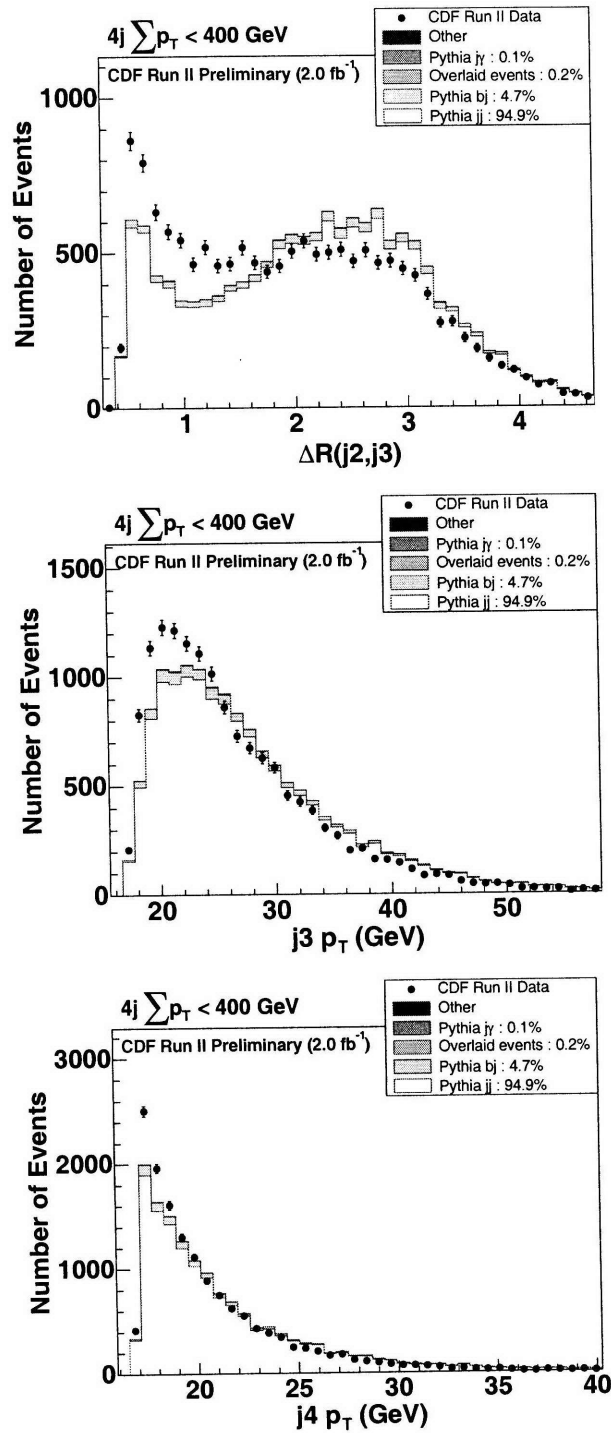 4j ∑p_T < 400 GeV
CDF Run II Data
Other
Pythia jγ : 0.1%
Overlaid events : 0.2%
Pythia bj : 4.7%
Pythia jj : 94.9%
CDF Run II Preliminary (2.0 fb⁻¹)
Number of Events
1000
500
0
1 2 3 4
ΔR(j2,j3)
4j ∑p_T < 400 GeV
CDF Run II Data
Other
Pythia jγ : 0.1%
Overlaid events : 0.2%
Pythia bj : 4.7%
Pythia jj : 94.9%
CDF Run II Preliminary (2.0 fb⁻¹)
Number of Events
1500
1000
500
0
20 30 40 50
j3 p_T (GeV)
4j ∑p_T < 400 GeV
CDF Run II Data
Other
Pythia jγ : 0.1%
Overlaid events : 0.2%
Pythia bj : 4.7%
Pythia jj : 94.9%
CDF Run II Preliminary (2.0 fb⁻¹)
Number of Events
3000
2000
1000
0
20 25 30 35 40
j4 p_T (GeV)